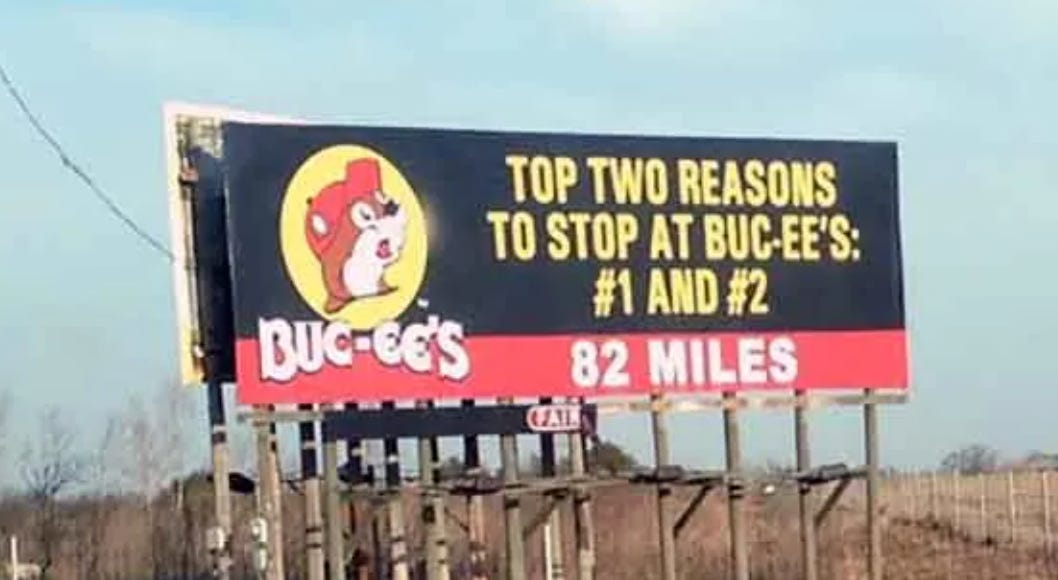 TOP TWO REASONS
TO STOP AT BUC-EE'S:
#1 AND #2
BUC-EE'S
82 MILES